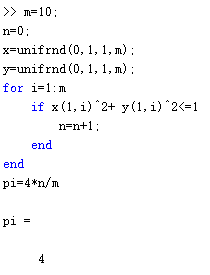 >> m=10;
n=0;
x=unifrnd(0,1,1,m);
y=unifrnd(0,1,1,m);
for i=1:m
    if x(1,i)^2+ y(1,i)^2<=1
        n=n+1;
    end
end
pi=4*n/m
pi =
    4